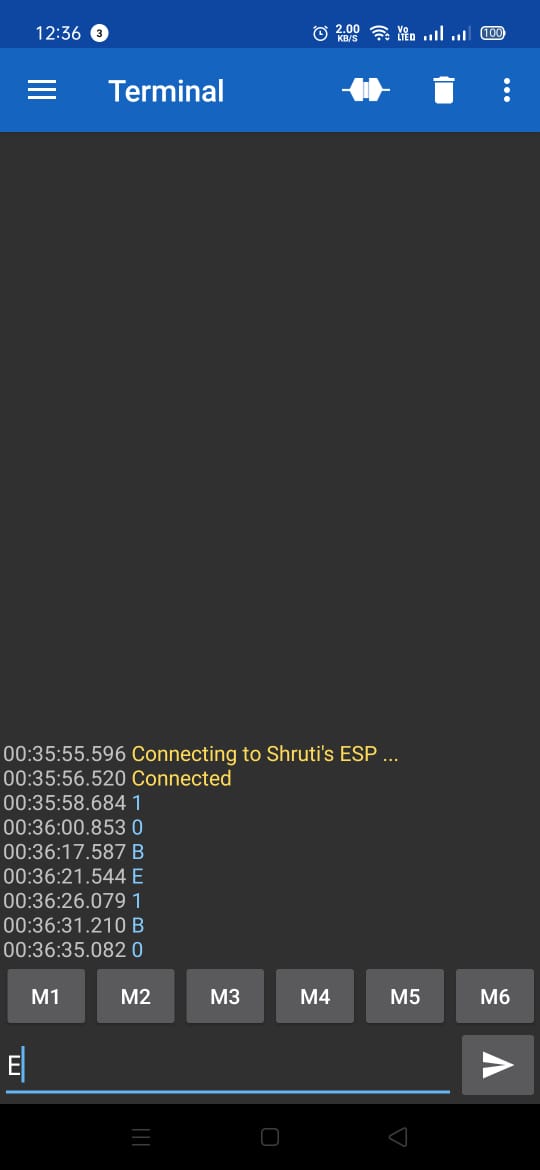 12:36 3 2.00 KB/S Vo LTE 100
Terminal
00:35:55.596 Connecting to Shruti's ESP ...
00:35:56.520 Connected
00:35:58.684 1
00:36:00.853 0
00:36:17.587 B
00:36:21.544 E
00:36:26.079 1
00:36:31.210 B
00:36:35.082 0
M1 M2 M3 M4 M5 M6
E